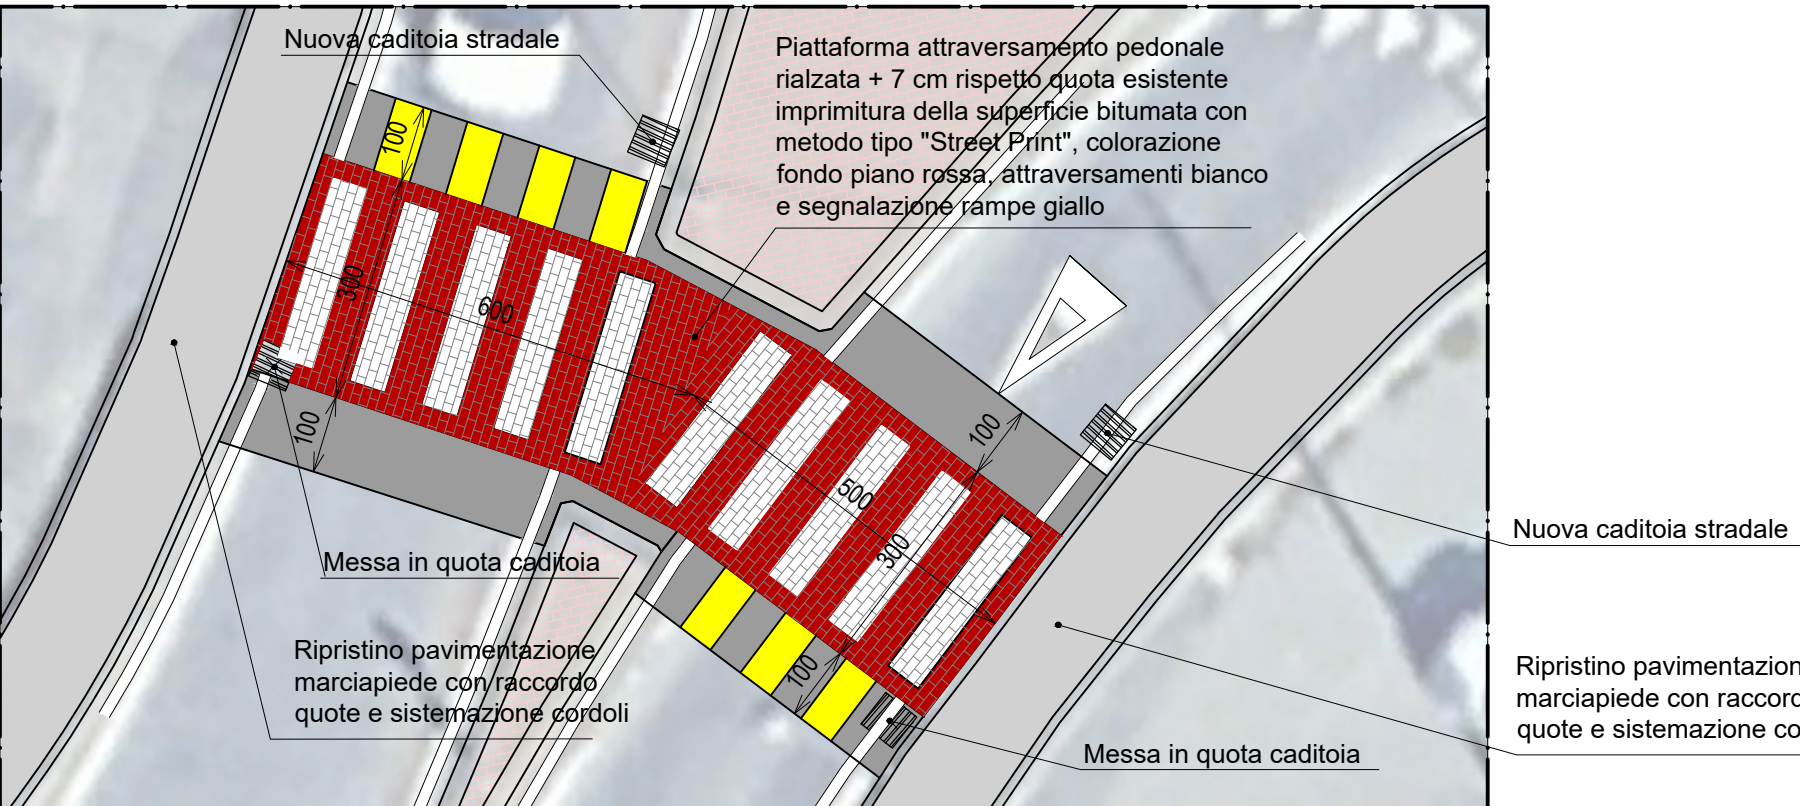 Nuova caditoia stradale
Piattaforma attraversamento pedonale
rialzata + 7 cm rispetto quota esistente
imprimitura della superficie bitumata con
metodo tipo "Street Print", colorazione
fondo piano rossa, attraversamenti bianco
e segnalazione rampe giallo
100
300
600
100
100
500
300
100
Nuova caditoia stradale
Messa in quota caditoia
Ripristino pavimentazione
marciapiede con raccordo
quote e sistemazione cordoli
Ripristino pavimentazion
marciapiede con raccord
quote e sistemazione co
Messa in quota caditoia